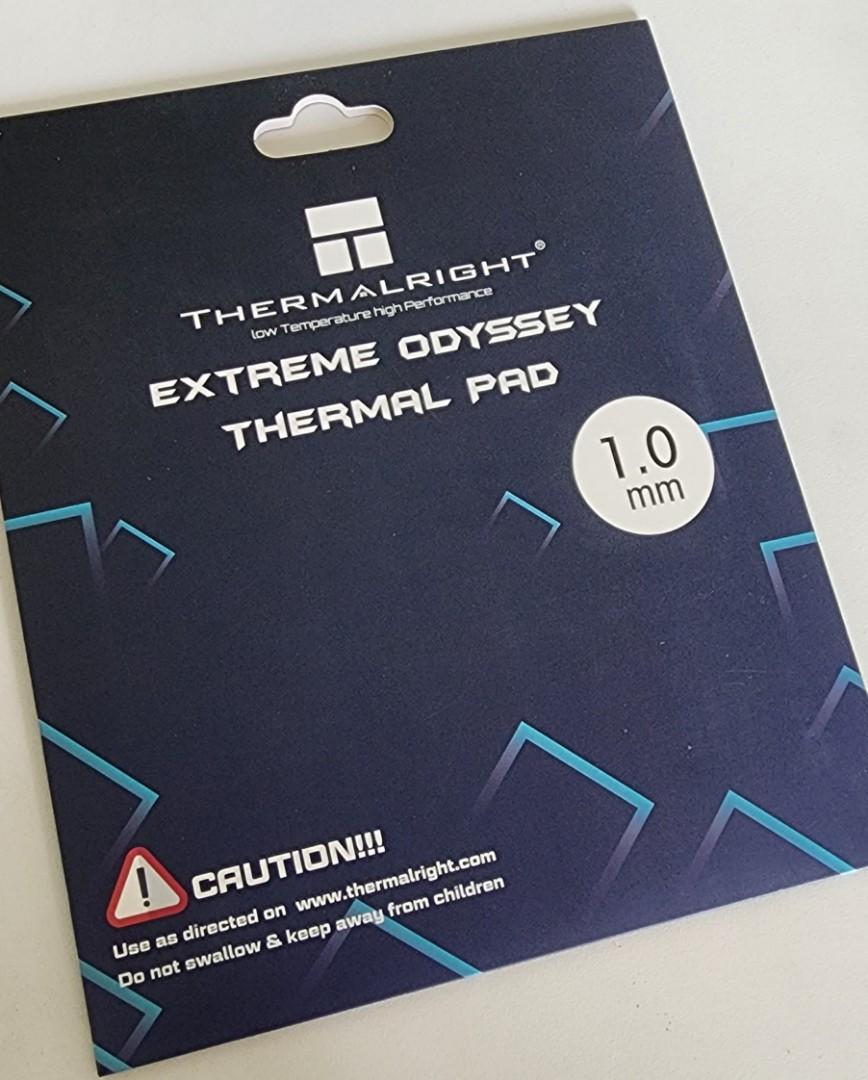 THERMALRIGHT®
low Temperature high Performance
EXTREME ODYSSEY
THERMAL PAD
1.0
mm
CAUTION!!!
Use as directed on www.thermalright.com
Do not swallow & keep away from children